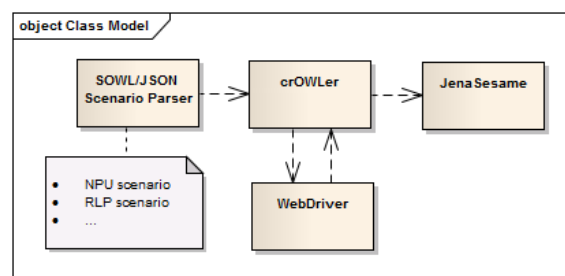 object Class Model
SOWL/JSON
Scenario Parser
crOWLer
JenaSesame
• NPU scenario
• RLP scenario
• ...
WebDriver